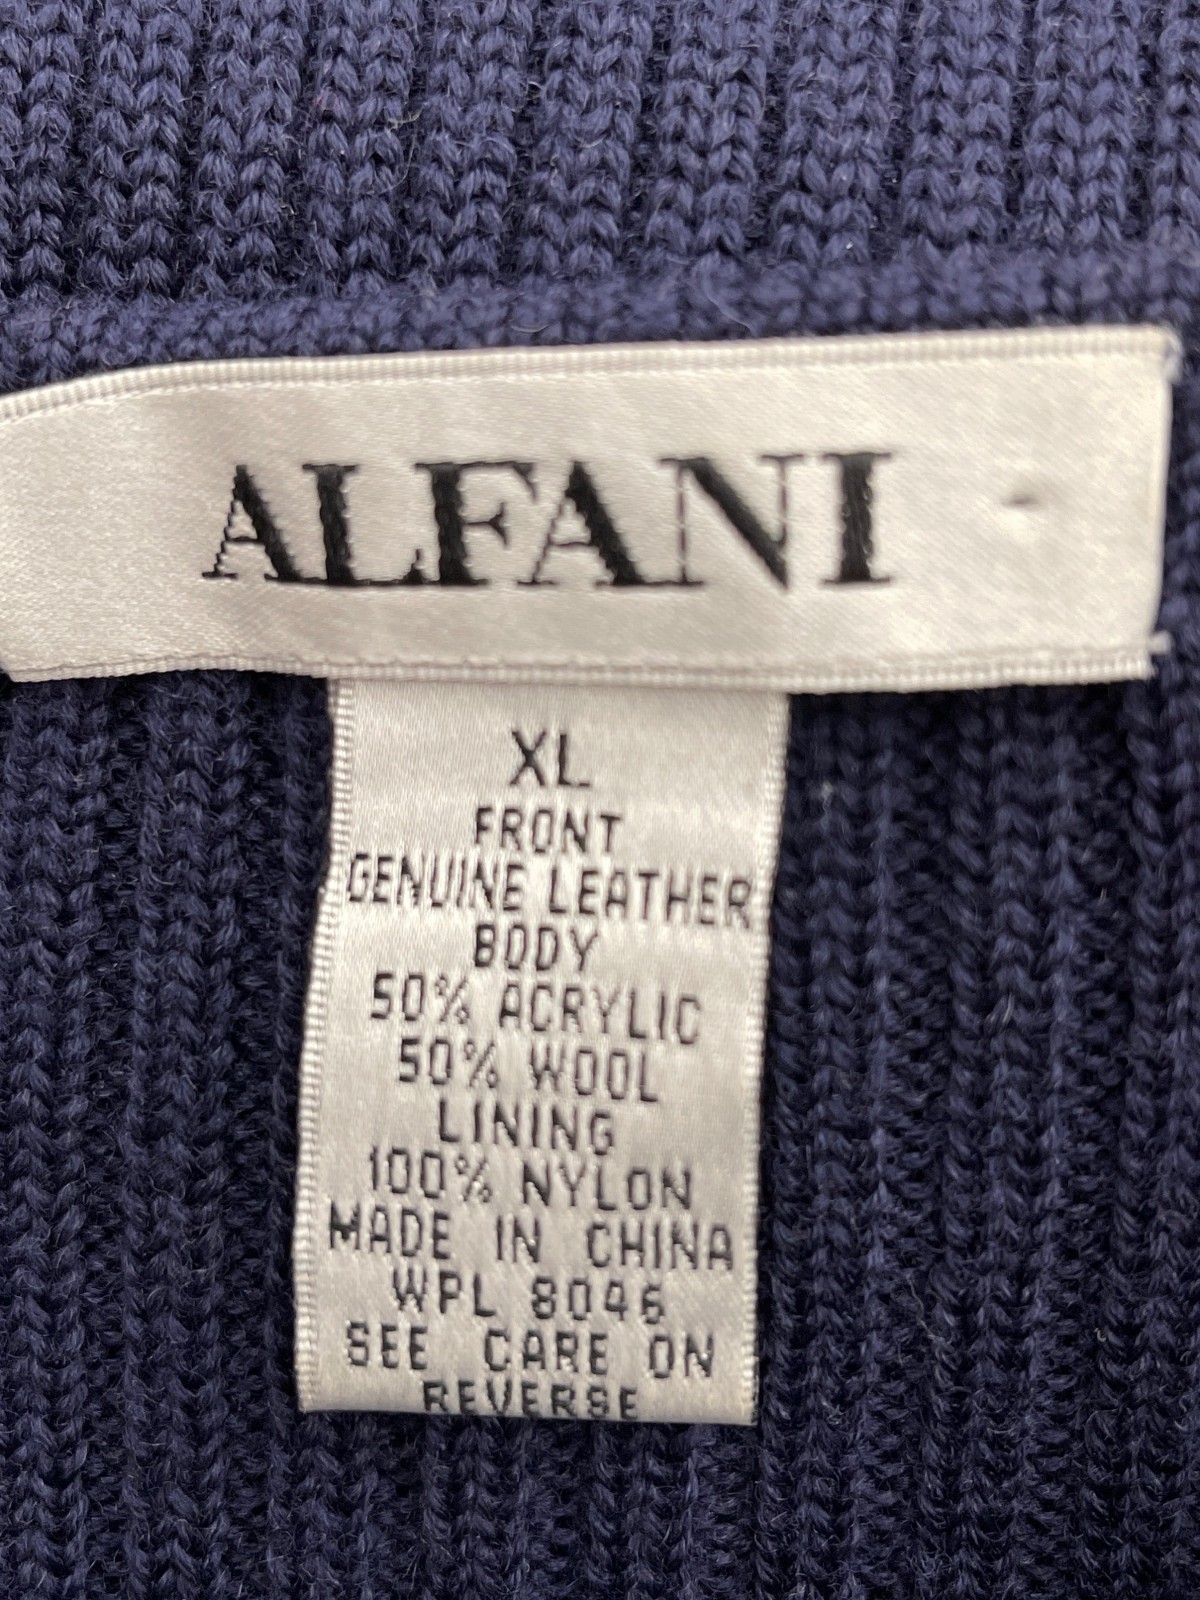 ALFANI
XL
FRONT
GENUINE LEATHER
BODY
50% ACRYLIC
50% WOOL
LINING
100% NYLON
MADE IN CHINA
WPL 8046
SEE CARE ON
REVERSE